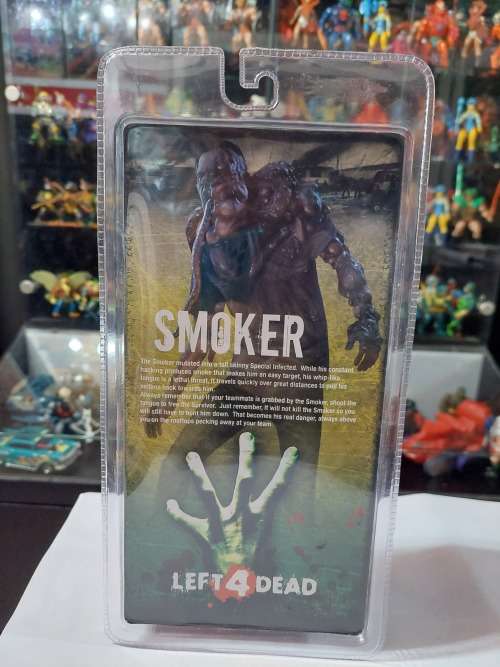 SMOKER
The Smoker mutated into a tall skinny Special Infected. While his constant
hacking produces smoke that makes him an easy target, his whip-like
tongue is a lethal threat, it travels quickly over great distances to pull his
victims back towards him.
Always remember that if your teammate is grabbed by the Smoker, shoot the
tongue to free the Survivor. Just remember, it will not kill the Smoker so you
will still have to hunt him down. That becomes his real danger, always above
you on the rooftops pecking away at your team.
LEFT 4 DEAD